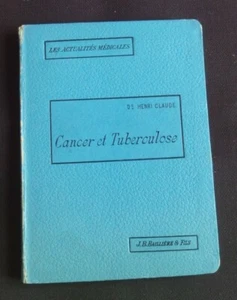 LES ACTUALITÉS MÉDICALES
Dr HENRI CLAUDE
Cancer et Tuberculose
J. B. BAILLIÈRE & FILS